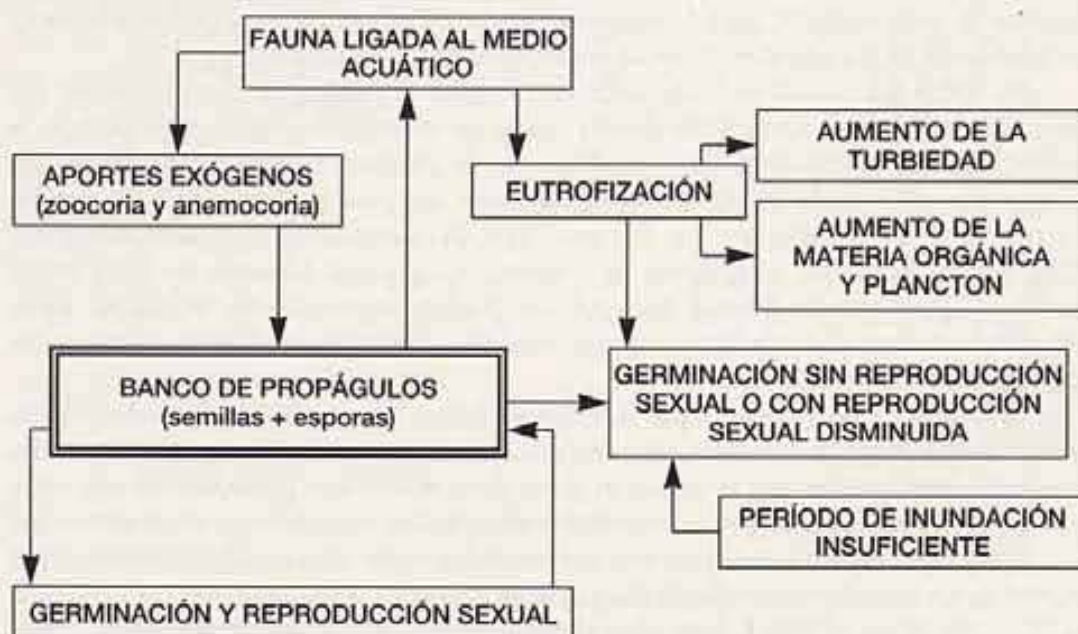 FAUNA LIGADA AL MEDIO
ACUÁTICO
APORTES EXÓGENOS
(zoocoria y anemocoria)
EUTROFIZACIÓN
AUMENTO DE LA
TURBIEDAD
AUMENTO DE LA
MATERIA ORGÁNICA
Y PLANCTON
BANCO DE PROPÁGULOS
(semillas + esporas)
GERMINACIÓN SIN REPRODUCCIÓN
SEXUAL O CON REPRODUCCIÓN
SEXUAL DISMINUIDA
PERÍODO DE INUNDACIÓN
INSUFICIENTE
GERMINACIÓN Y REPRODUCCIÓN SEXUAL